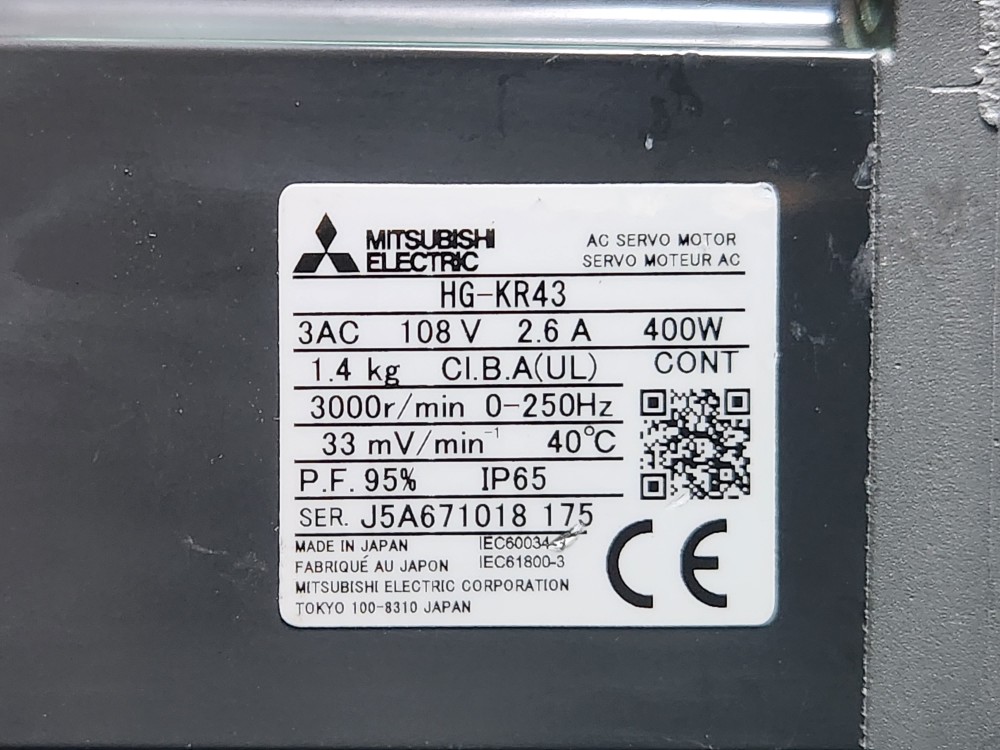 MITSUBISHI
ELECTRIC
AC SERVO MOTOR
SERVO MOTEUR AC
HG-KR43
3AC 108 V 2.6 A 400W
1.4 kg Cl.B.A(UL) CONT
3000r/min 0-250Hz
33 mV/min⁻¹ 40℃
P.F. 95% IP65
SER. J5A671018 175
MADE IN JAPAN
FABRIQUÉ AU JAPON IEC61800-3
MITSUBISHI ELECTRIC CORPORATION
TOKYO 100-8310 JAPAN
CE